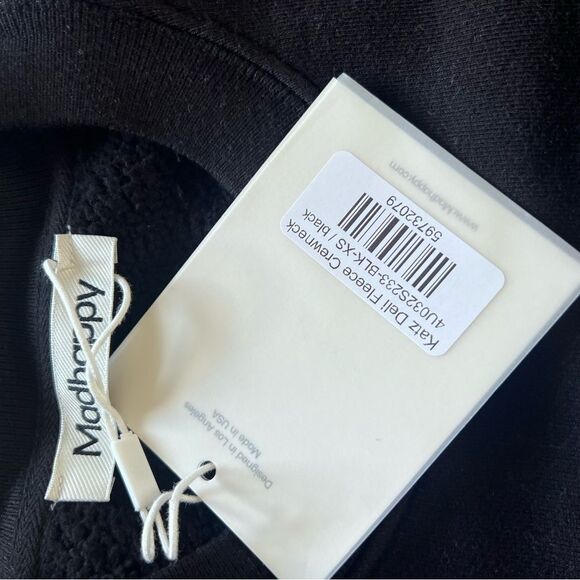 Madhappy
www.Madhappy.com
Katz Deli Fleece Crewneck
4U032S233-BLK-XS / black
59732079
Designed in Los Angeles
Made in USA